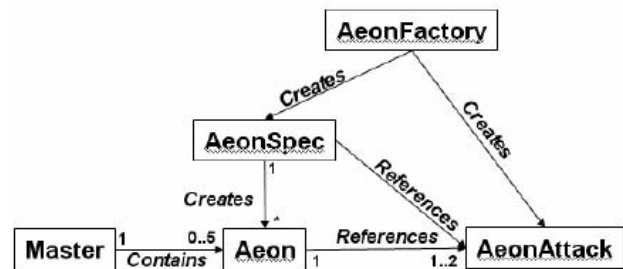 AeonFactory
Creates
Creates
AeonSpec
References
1
Creates
*
Master
1
0..5
Contains
Aeon
References
1
1..2
AeonAttack